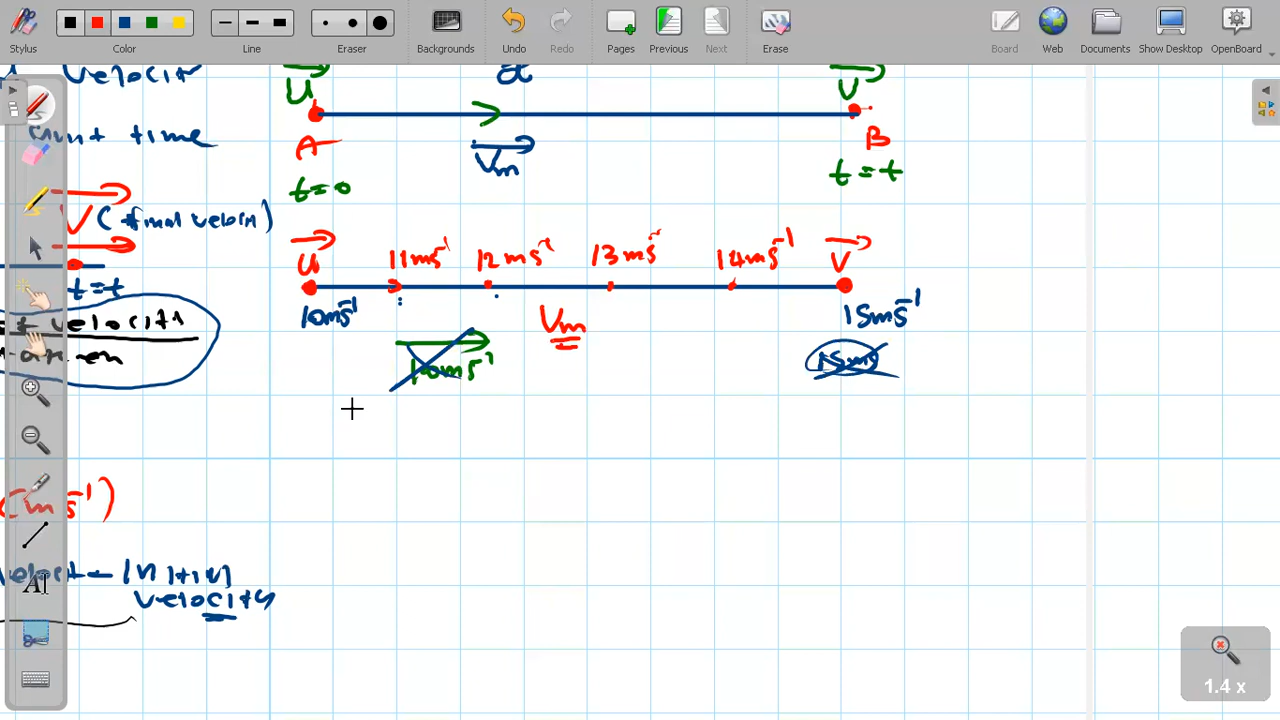 Stylus
Color
Line
Eraser
Backgrounds
Undo
Redo
Pages
Previous
Next
Erase
Board
Web
Documents
Show Desktop
OpenBoard
velocity
U
d
V
time
A
Vm
B
t=0
t=t
V (final velocity)
t=t
velocity
U
11ms⁻¹
12ms⁻¹
13ms⁻¹
14ms⁻¹
V
10ms⁻¹
Vm
15ms⁻¹
10ms⁻¹
15ms
(ms⁻¹)
velocity
AI
1.4 x